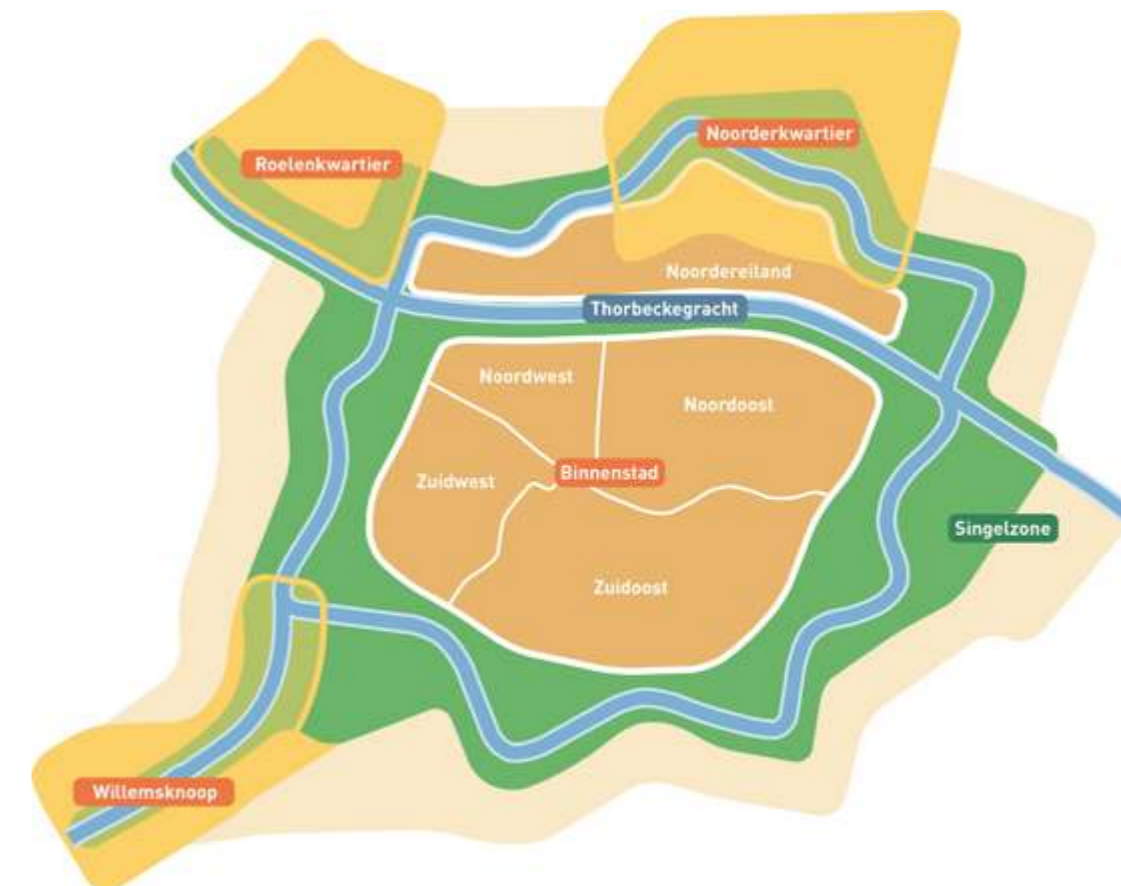 Noorderkwartier
Roelenkwartier
Noordereiland
Thorbeckegracht
Noordwest
Noordoost
Binnenstad
Zuidwest
Singelzone
Zuidoost
Willemsknoop